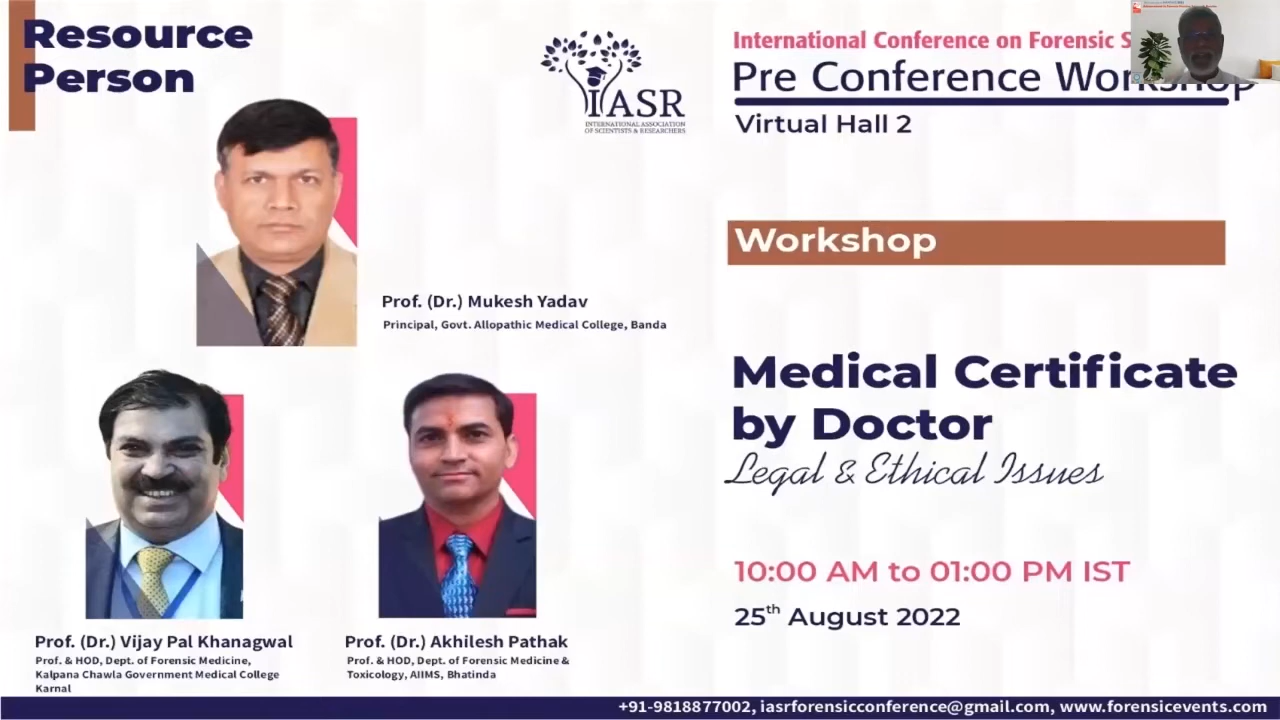 Resource
Person
IASR
INTERNATIONAL ASSOCIATION
OF SCIENTISTS & RESEARCHERS
International Conference on Forensic S
Pre Conference Workshop
Virtual Hall 2
Workshop
Medical Certificate
by Doctor
Legal & Ethical Issues
10:00 AM to 01:00 PM IST
25th August 2022
Prof. (Dr.) Mukesh Yadav
Principal, Govt. Allopathic Medical College, Banda
Prof. (Dr.) Vijay Pal Khanagwal
Prof. & HOD, Dept. of Forensic Medicine,
Kalpana Chawla Government Medical College
Karnal
Prof. (Dr.) Akhilesh Pathak
Prof. & HOD, Dept. of Forensic Medicine &
Toxicology, AIIMS, Bhatinda
+91-9818877002, iasrforensicconference@gmail.com, www.forensicevents.com